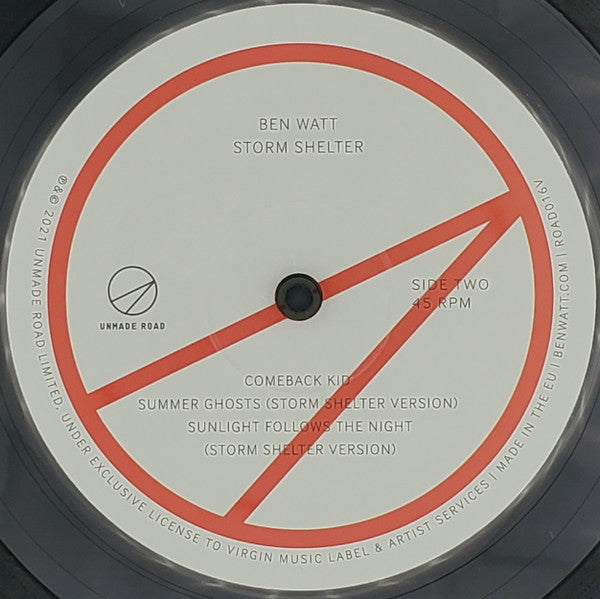 BEN WATT
STORM SHELTER
SIDE TWO
45 RPM
UNMADE ROAD
COMEBACK KID
SUMMER GHOSTS (STORM SHELTER VERSION)
SUNLIGHT FOLLOWS THE NIGHT
(STORM SHELTER VERSION)
℗&© 2021 UNMADE ROAD LIMITED, UNDER EXCLUSIVE LICENSE TO VIRGIN MUSIC LABEL & ARTIST SERVICES | MADE IN THE EU | BENWATT.COM | ROAD016V